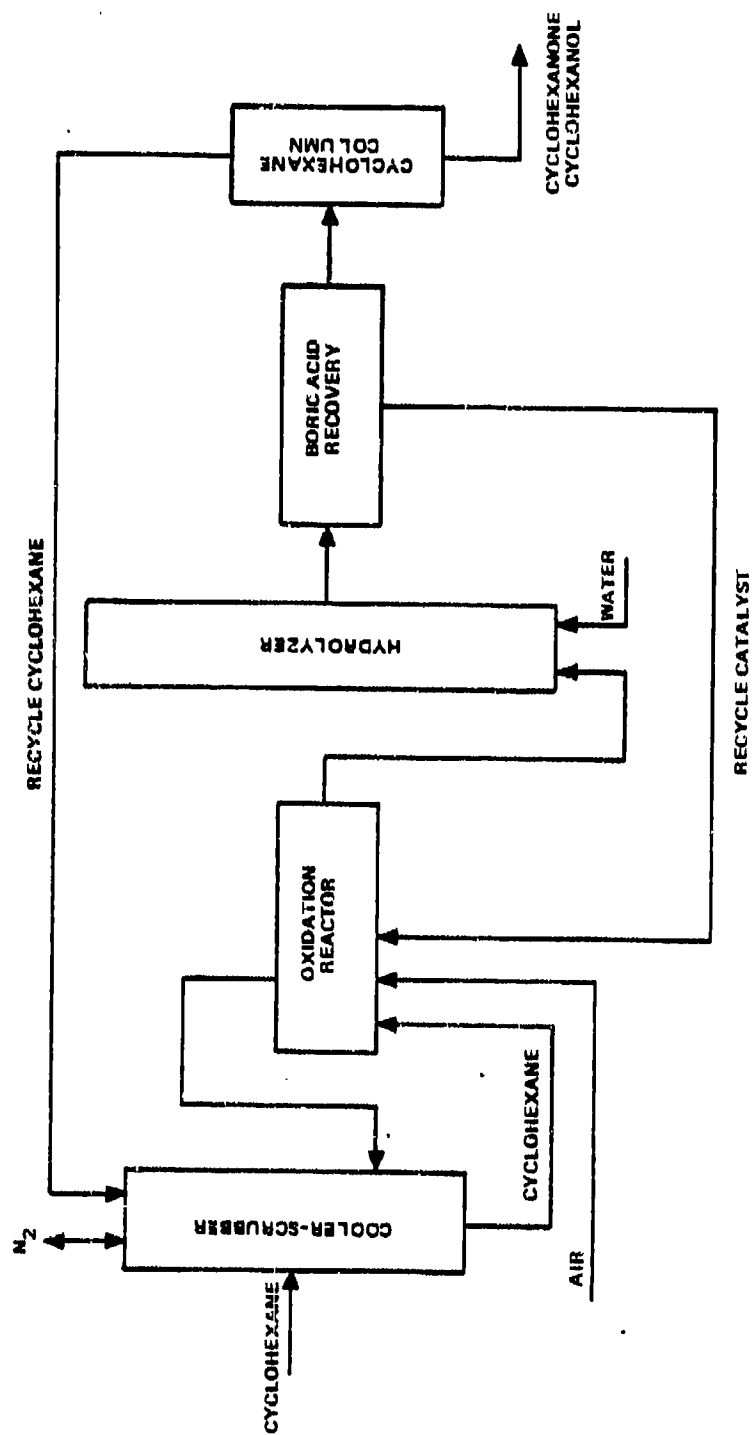 RECYCLE CYCLOHEXANE
N2
CYCLOHEXANE
COOLER-SCRUBBER
CYCLOHEXANE
AIR
OXIDATION
REACTOR
HYDROLYZER
WATER
BORIC ACID
RECOVERY
RECYCLE CATALYST
CYCLOHEXANE
COLUMN
CYCLOHEXANONE
CYCLOHEXANOL